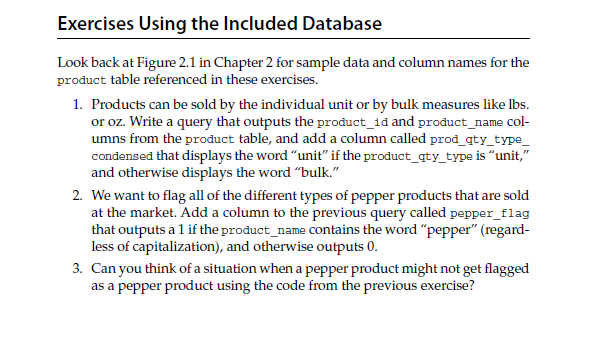 Exercises Using the Included Database
Look back at Figure 2.1 in Chapter 2 for sample data and column names for the
product table referenced in these exercises.
1. Products can be sold by the individual unit or by bulk measures like lbs.
or oz. Write a query that outputs the product_id and product_name col-
umns from the product table, and add a column called prod_qty_type_
condensed that displays the word “unit” if the product_qty_type is “unit,”
and otherwise displays the word “bulk.”
2. We want to flag all of the different types of pepper products that are sold
at the market. Add a column to the previous query called pepper_flag
that outputs a 1 if the product_name contains the word “pepper” (regard-
less of capitalization), and otherwise outputs 0.
3. Can you think of a situation when a pepper product might not get flagged
as a pepper product using the code from the previous exercise?